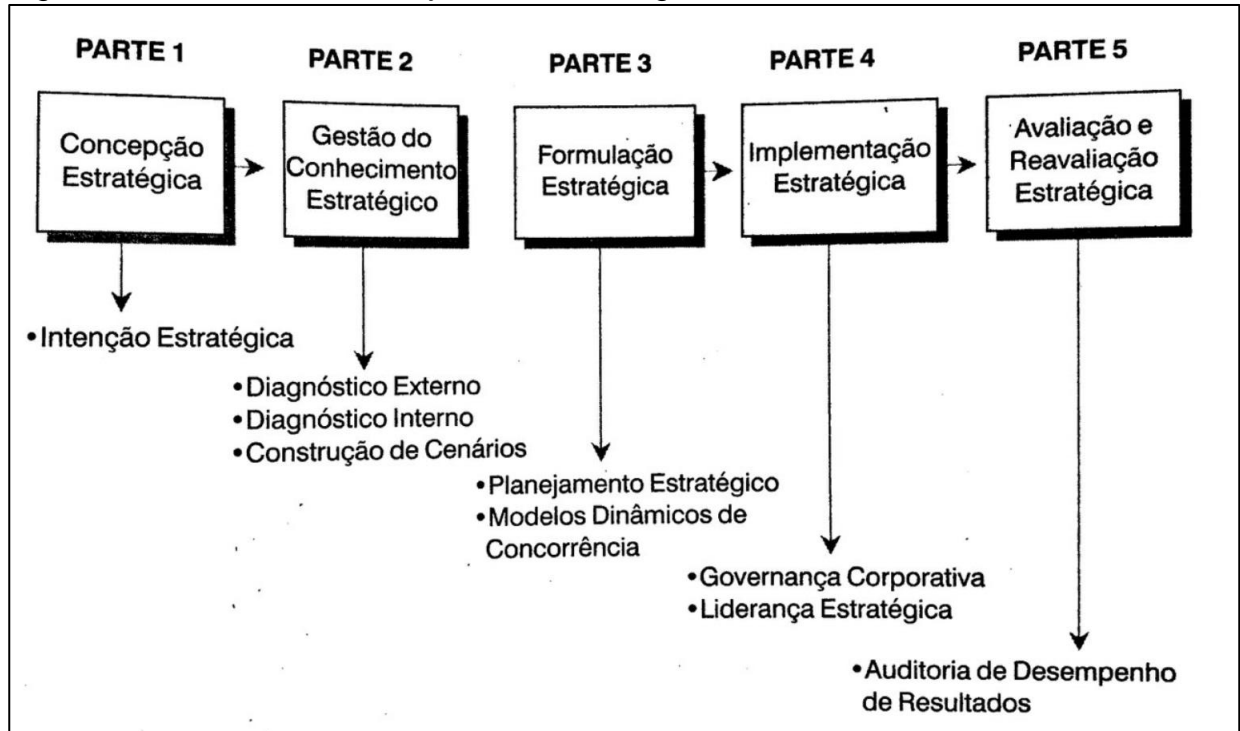 PARTE 1
PARTE 2
PARTE 3
PARTE 4
PARTE 5
Concepção
Estratégica
Gestão do
Conhecimento
Estratégico
Formulação
Estratégica
Implementação
Estratégica
Avaliação e
Reavaliação
Estratégica
•Intenção Estratégica
•Diagnóstico Externo
•Diagnóstico Interno
•Construção de Cenários
•Planejamento Estratégico
•Modelos Dinâmicos de
Concorrência
•Governança Corporativa
•Liderança Estratégica
•Auditoria de Desempenho
de Resultados